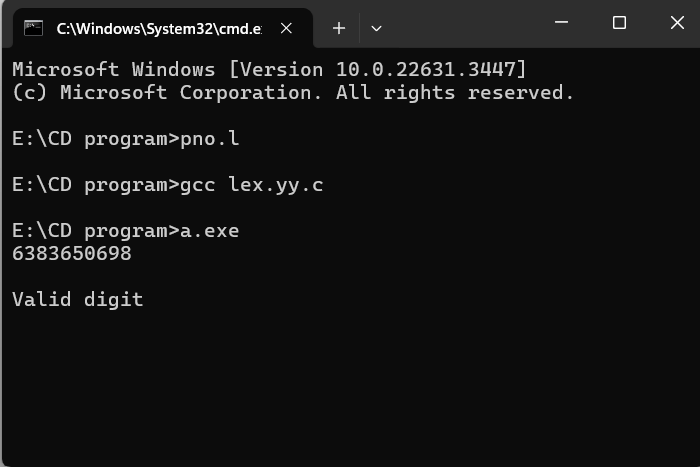 C:\Windows\System32\cmd.e
Microsoft Windows [Version 10.0.22631.3447]
(c) Microsoft Corporation. All rights reserved.
E:\CD program>pno.l
E:\CD program>gcc lex.yy.c
E:\CD program>a.exe
6383650698
Valid digit